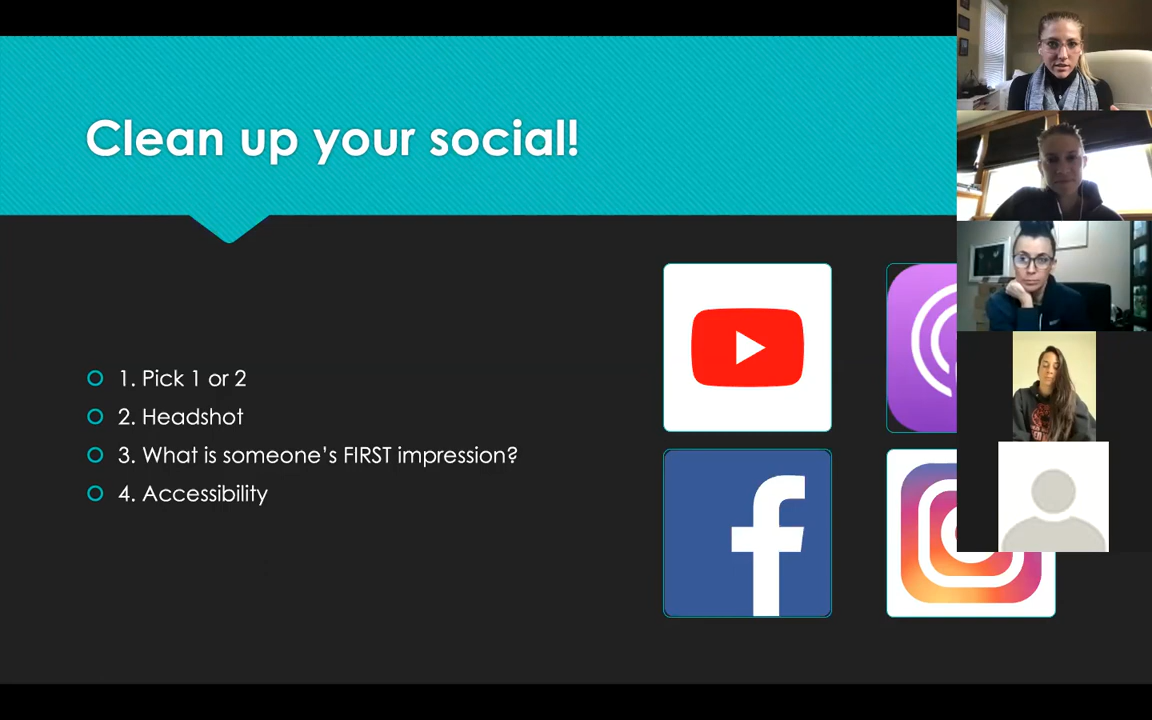 Clean up your social!
1. Pick 1 or 2
2. Headshot
3. What is someone's FIRST impression?
4. Accessibility